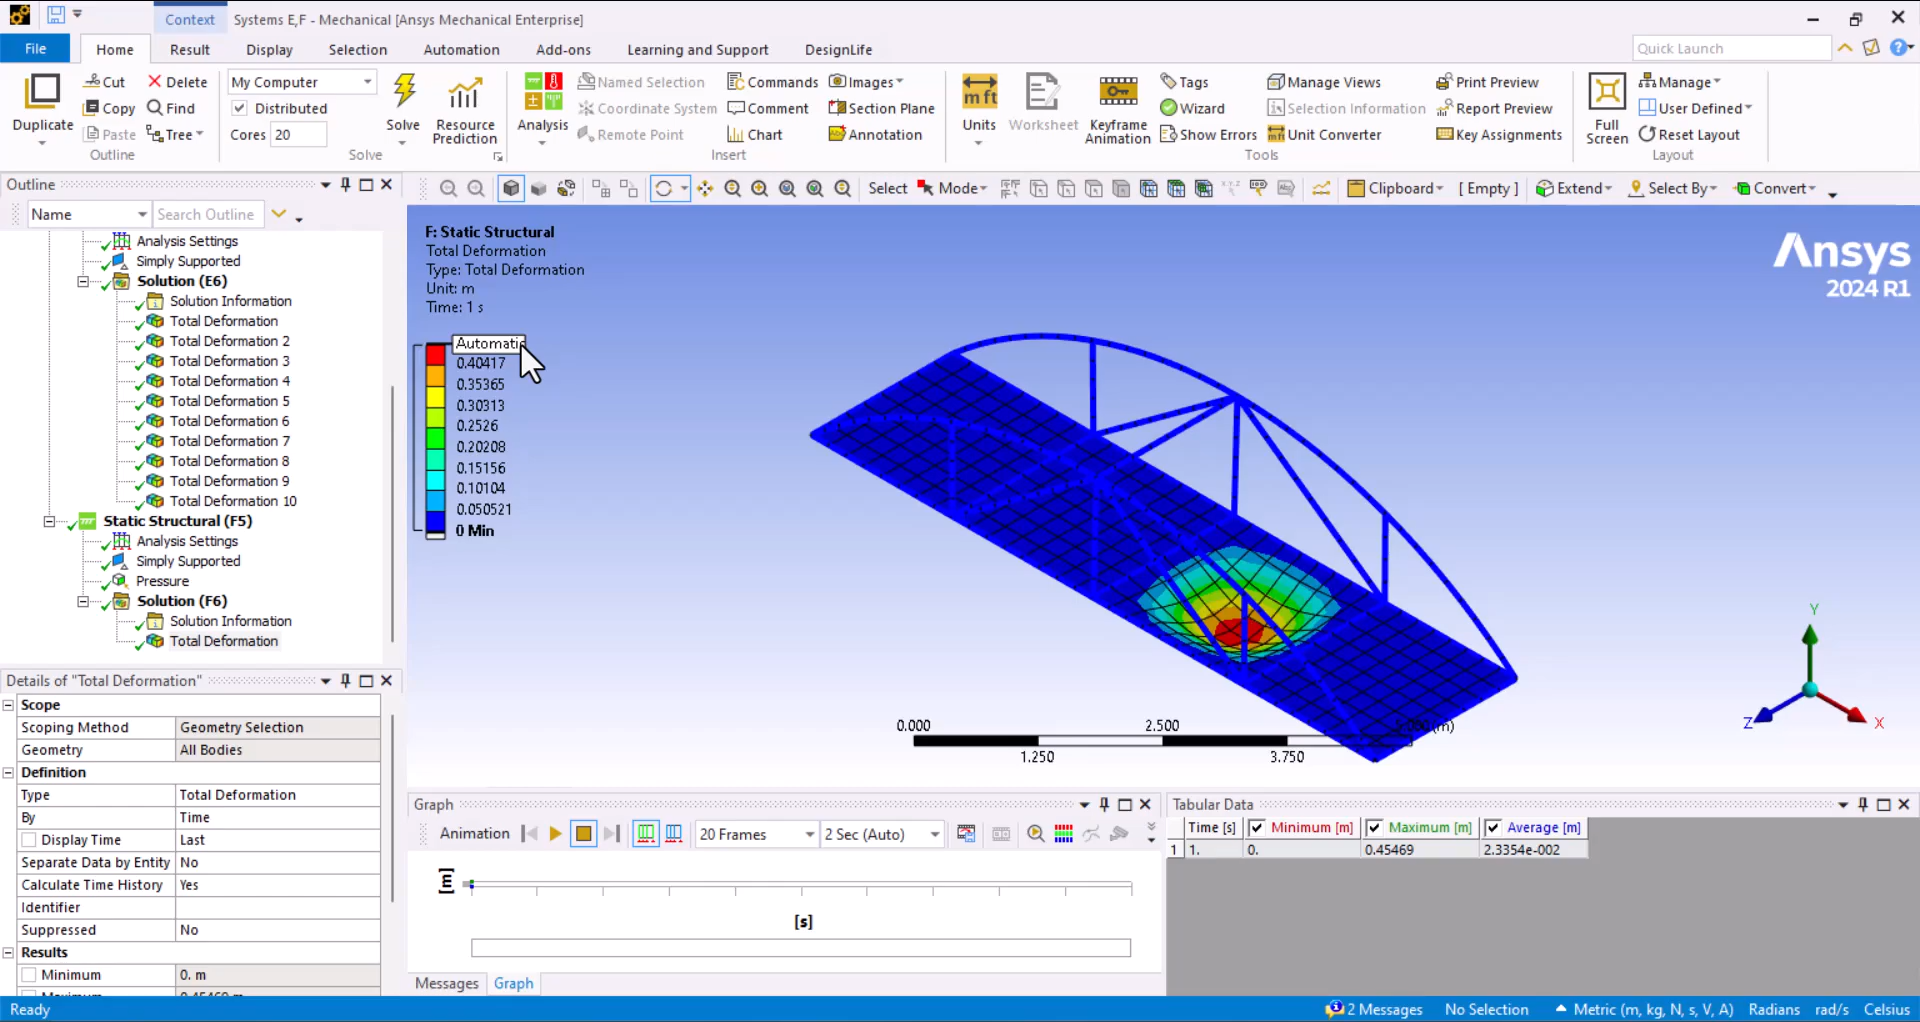 Context
Systems E,F - Mechanical [Ansys Mechanical Enterprise]
File
Home
Result
Display
Selection
Automation
Add-ons
Learning and Support
DesignLife
Quick Launch
Duplicate
Cut
Copy
Paste
Delete
Find
Tree
Outline
My Computer
Distributed
Cores 20
Solve
Resource Prediction
Solve
Analysis
Named Selection
Coordinate System
Remote Point
Commands
Comment
Chart
Images
Section Plane
Annotation
Insert
Units
Worksheet
Keyframe Animation
Tags
Wizard
Show Errors
Manage Views
Selection Information
Unit Converter
Print Preview
Report Preview
Key Assignments
Tools
Full Screen
Manage
User Defined
Reset Layout
Layout
Outline
Name
Search Outline
Select
Mode
Clipboard
[ Empty ]
Extend
Select By
Convert
Analysis Settings
Simply Supported
Solution (E6)
Solution Information
Total Deformation
Total Deformation 2
Total Deformation 3
Total Deformation 4
Total Deformation 5
Total Deformation 6
Total Deformation 7
Total Deformation 8
Total Deformation 9
Total Deformation 10
Static Structural (F5)
Analysis Settings
Simply Supported
Pressure
Solution (F6)
Solution Information
Total Deformation
F: Static Structural
Total Deformation
Type: Total Deformation
Unit: m
Time: 1 s
Automatic
0.40417
0.35365
0.30313
0.2526
0.20208
0.15156
0.10104
0.050521
0 Min
Ansys
2024 R1
0.000
2.500
(m)
1.250
3.750
Y
Z
X
Details of "Total Deformation"
Scope
Scoping Method Geometry Selection
Geometry All Bodies
Definition
Type Total Deformation
By Time
Display Time Last
Separate Data by Entity No
Calculate Time History Yes
Identifier
Suppressed No
Results
Minimum 0. m
Graph
Animation
20 Frames
2 Sec (Auto)
[m]
[s]
Messages
Graph
Tabular Data
Time [s] Minimum [m] Maximum [m] Average [m]
1 1. 0. 0.45469 2.3354e-002
Ready
2 Messages
No Selection
Metric (m, kg, N, s, V, A)
Radians
rad/s
Celsius